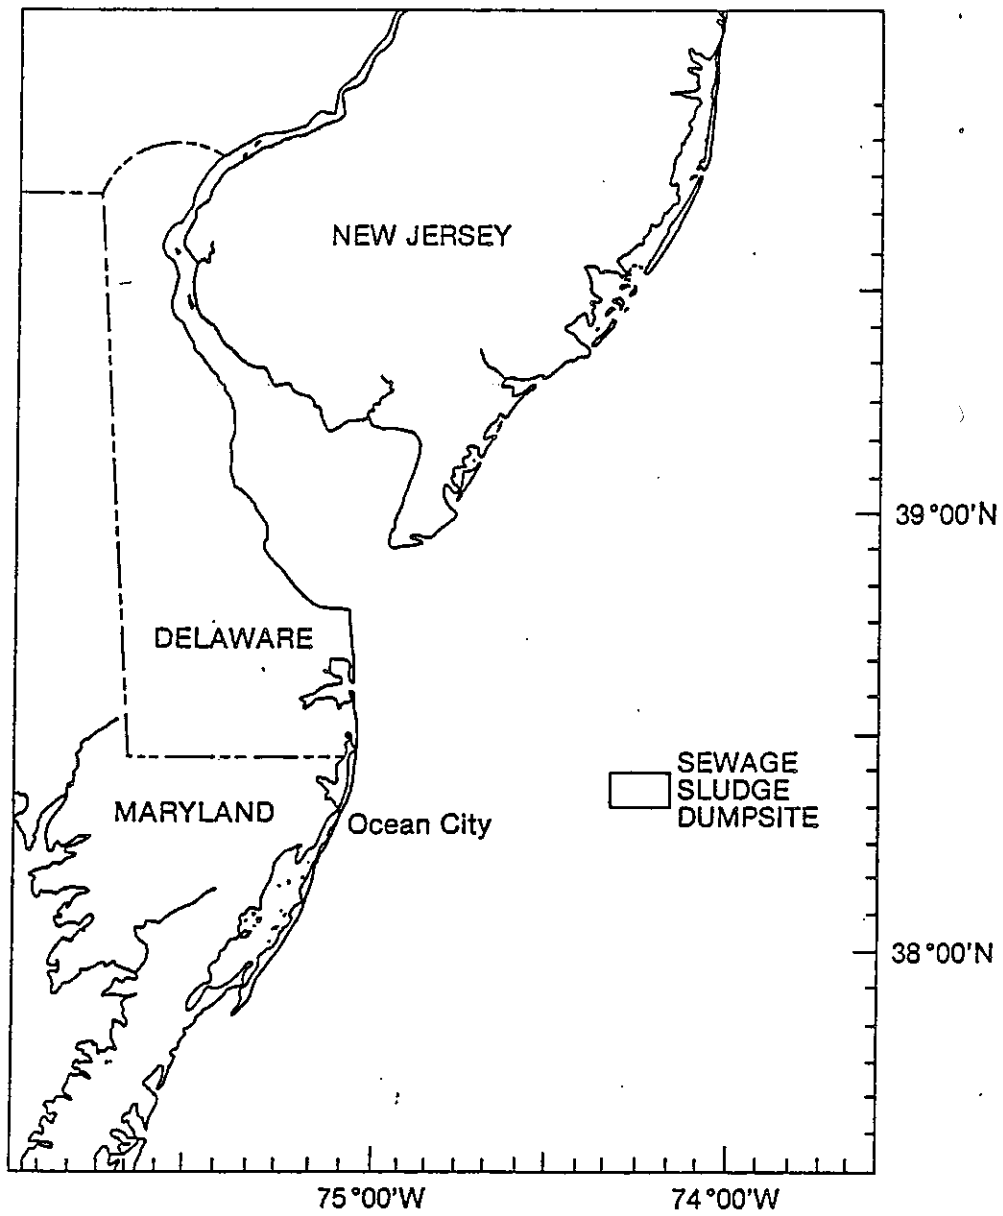 NEW JERSEY
39°00'N
DELAWARE
SEWAGE
SLUDGE
DUMPSITE
MARYLAND
Ocean City
38°00'N
75°00'W
74°00'W